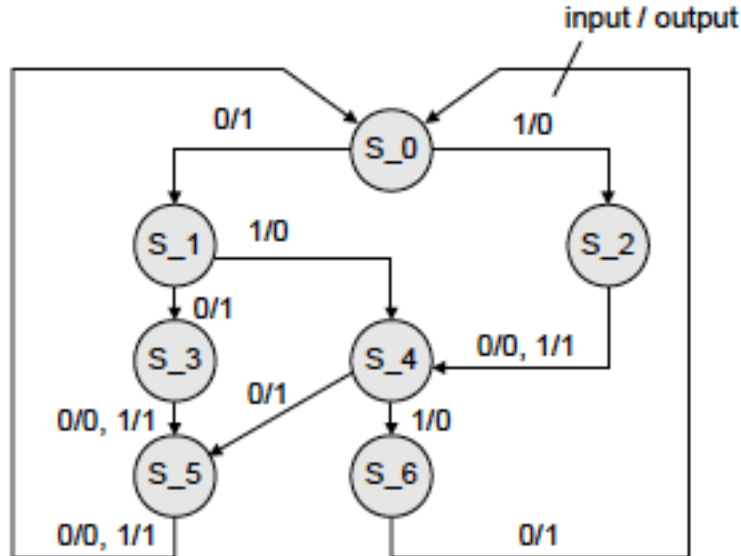 input / output
0/1
1/0
S_0
S_1
1/0
S_2
0/1
S_3
S_4
0/0, 1/1
0/1
0/0, 1/1
1/0
S_5
S_6
0/0, 1/1
0/1